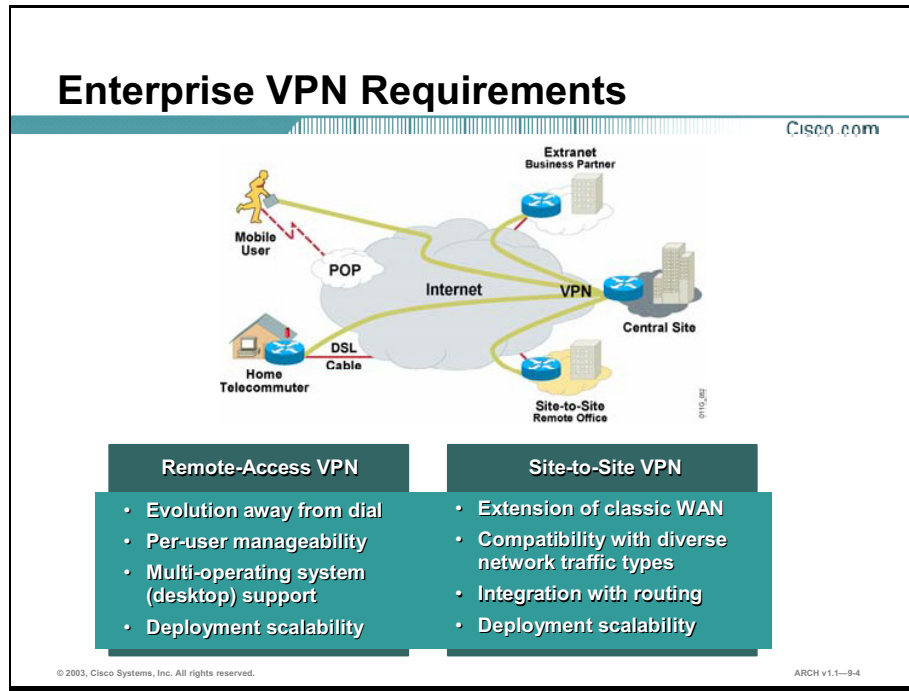 Enterprise VPN Requirements
Cisco.com
Extranet
Business Partner
Mobile
User
POP
Internet
VPN
Central Site
DSL
Cable
Home
Telecommuter
Site-to-Site
Remote Office
011G_052
Remote-Access VPN
• Evolution away from dial
• Per-user manageability
• Multi-operating system
(desktop) support
• Deployment scalability
Site-to-Site VPN
• Extension of classic WAN
• Compatibility with diverse
network traffic types
• Integration with routing
• Deployment scalability
© 2003, Cisco Systems, Inc. All rights reserved.
ARCH v1.1—9-4